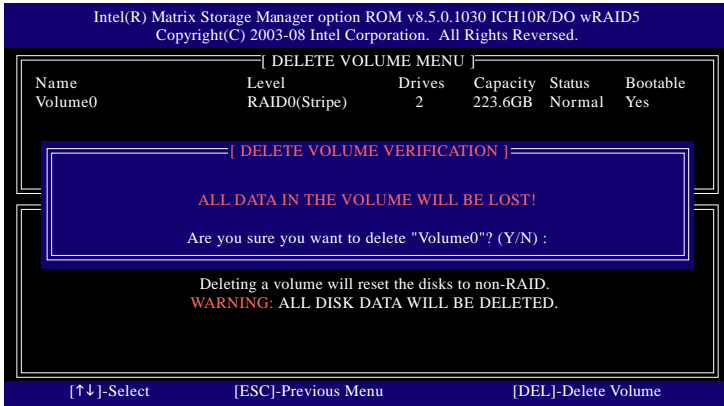 Intel(R) Matrix Storage Manager option ROM v8.5.0.1030 ICH10R/DO wRAID5
Copyright(C) 2003-08 Intel Corporation.  All Rights Reversed.
[ DELETE VOLUME MENU ]
Name Level Drives Capacity Status Bootable
Volume0 RAID0(Stripe) 2 223.6GB Normal Yes
[ DELETE VOLUME VERIFICATION ]
ALL DATA IN THE VOLUME WILL BE LOST!
Are you sure you want to delete "Volume0"? (Y/N) :
Deleting a volume will reset the disks to non-RAID.
WARNING: ALL DISK DATA WILL BE DELETED.
[↑↓]-Select [ESC]-Previous Menu [DEL]-Delete Volume